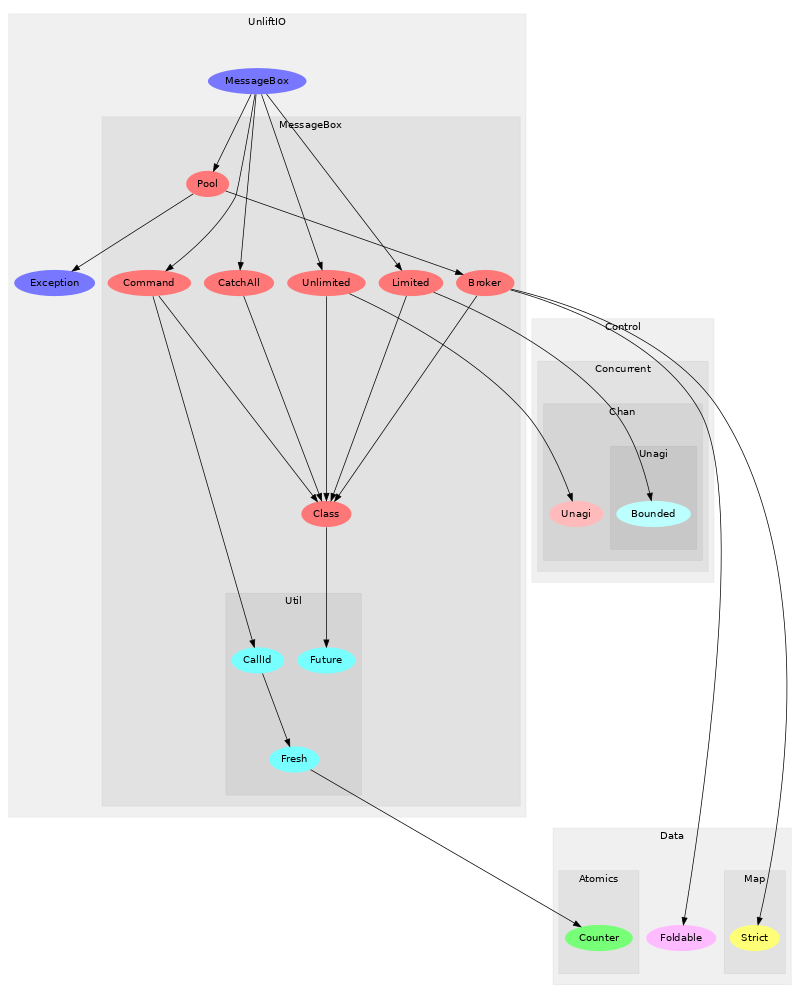 UnliftIO
MessageBox
MessageBox
Pool
Exception
Command
CatchAll
Unlimited
Limited
Broker
Control
Concurrent
Chan
Unagi
Class
Unagi
Bounded
Util
CallId
Future
Fresh
Data
Atomics
Map
Counter
Foldable
Strict